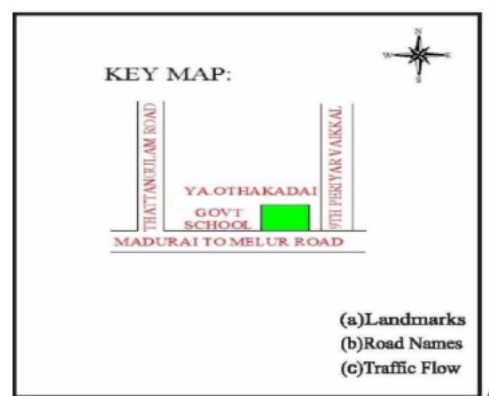 N
W E
S
KEY MAP:
THATTANGULAM ROAD
9TH PERIYAR VAIKKAL
YA.OTHAKADAI
GOVT
SCHOOL
MADURAI TO MELUR ROAD
(a)Landmarks
(b)Road Names
(c)Traffic Flow